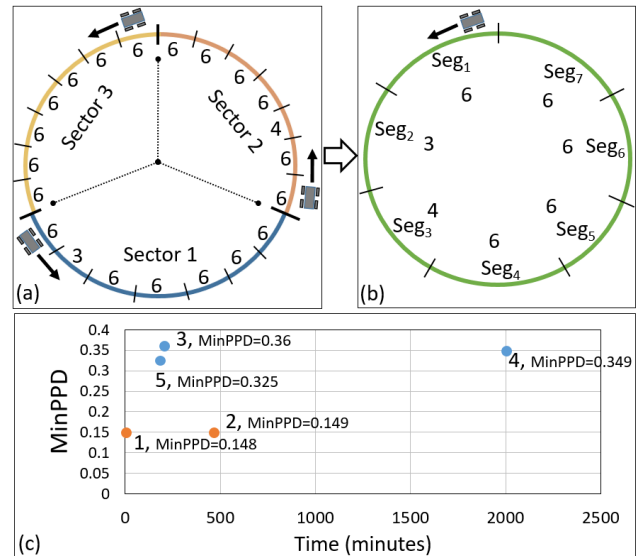 6
6
6
6
6
6
6
Sector 3
6
6
6
6
4
6
6
Sector 2
6
3
6
6
6
6
6
6
Sector 1
(a)
Seg1
6
Seg7
6
Seg2
3
Seg6
6
Seg3
4
Seg5
6
Seg4
6
(b)
MinPPD
0.4
0.35
0.3
0.25
0.2
0.15
0.1
0.05
0
3, MinPPD=0.36
5, MinPPD=0.325
4, MinPPD=0.349
2, MinPPD=0.149
1, MinPPD=0.148
0 500 1000 1500 2000 2500
Time (minutes)
(c)